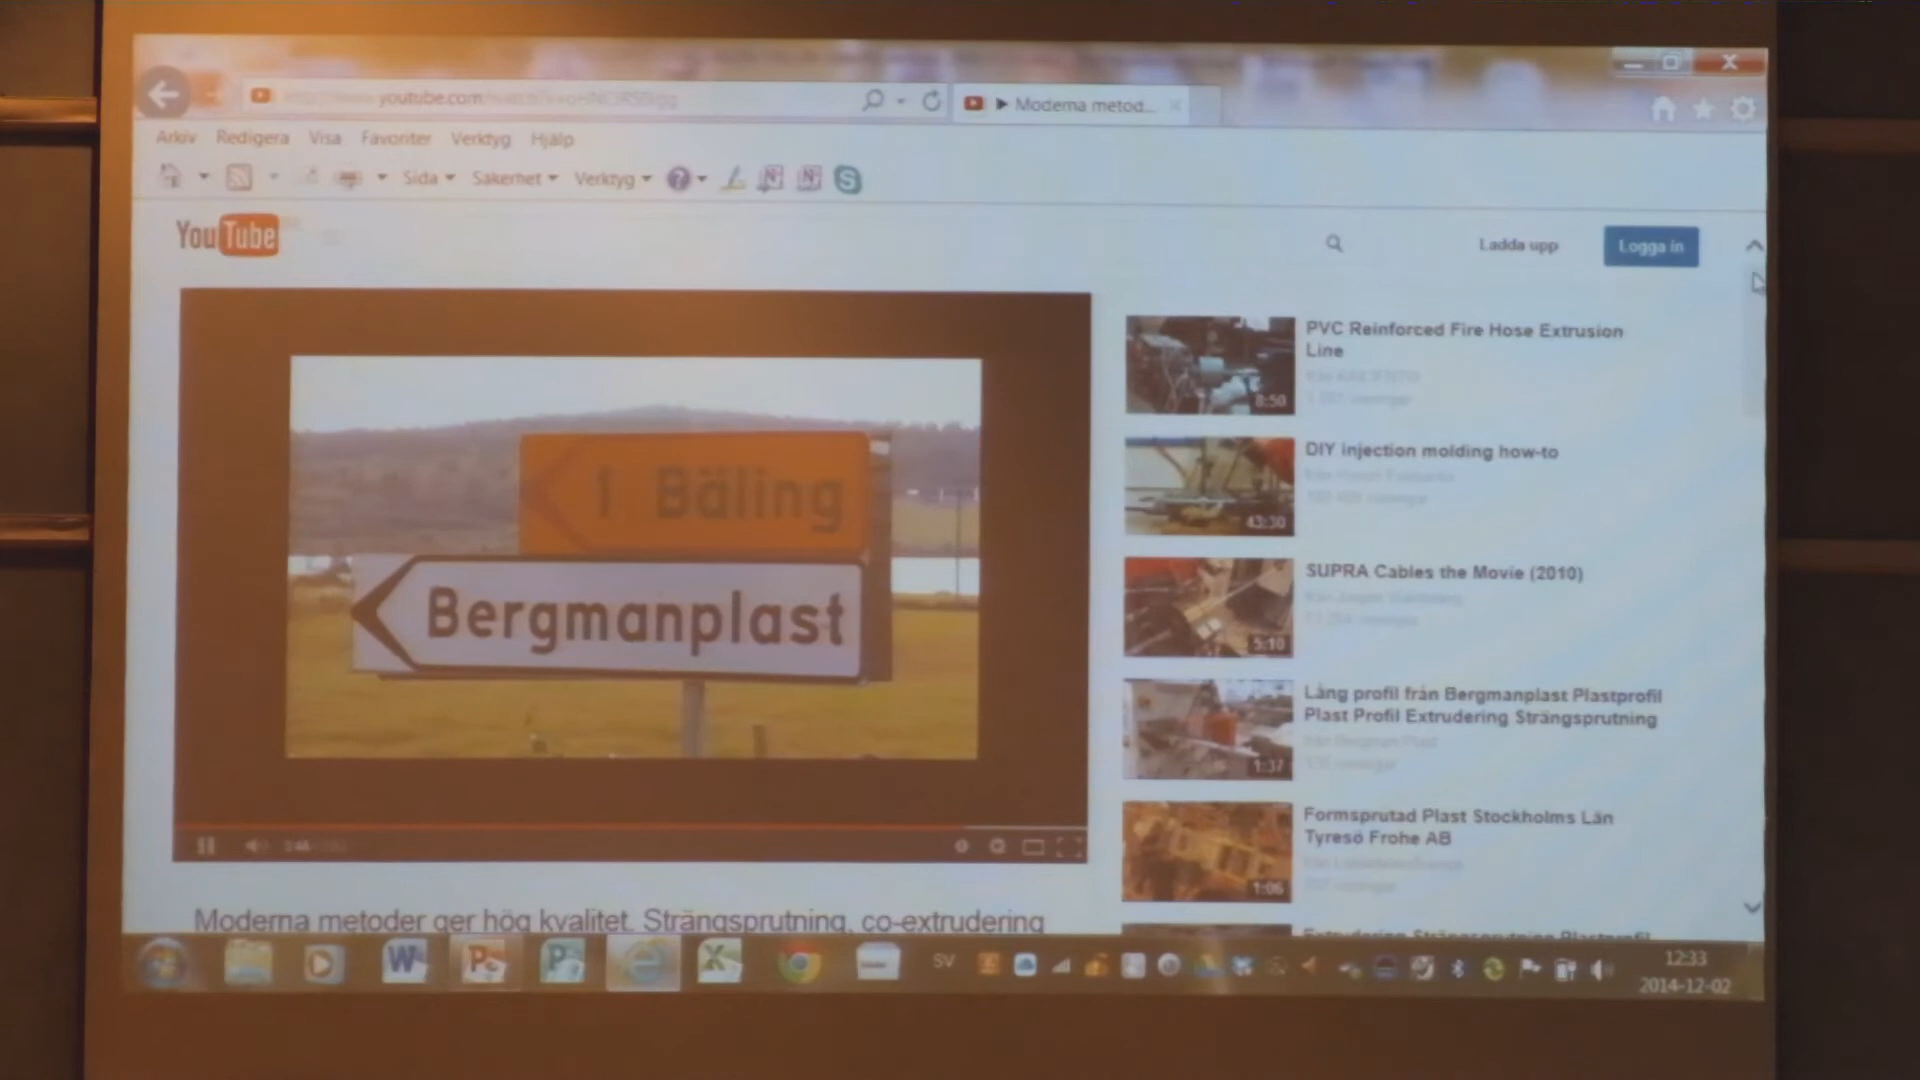 youtube.com
Moderna metod...
Arkiv Redigera Visa Favoriter Verktyg Hjälp
Sida Säkerhet Verktyg
YouTube
Ladda upp
Logga in
1 Bäling
Bergmanplast
PVC Reinforced Fire Hose Extrusion
Line
8:50
DIY injection molding how-to
43:30
SUPRA Cables the Movie (2010)
5:10
Lång profil från Bergmanplast Plastprofil
Plast Profil Extrudering Strängsprutning
1:37
Formsprutad Plast Stockholms Län
Tyresö Frohe AB
1:06
Moderna metoder ger hög kvalitet. Strängsprutning, co-extrudering
Extrudering Strängsprutning Plastprofil
SV
12:33
2014-12-02